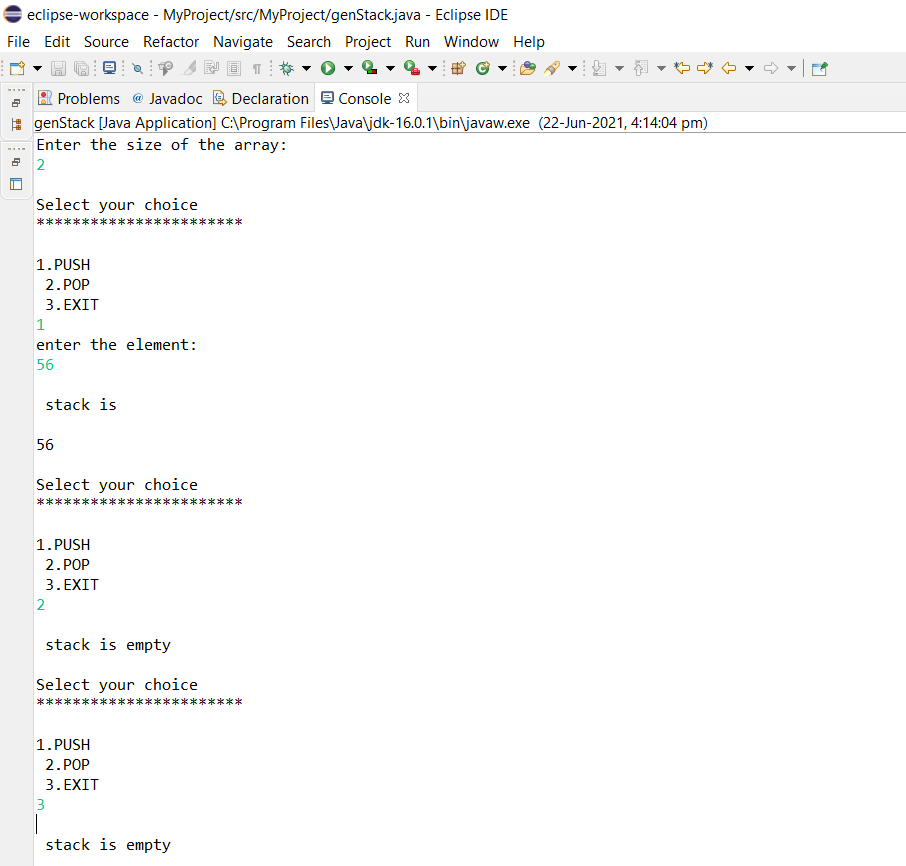 eclipse-workspace - MyProject/src/MyProject/genStack.java - Eclipse IDE
File Edit Source Refactor Navigate Search Project Run Window Help
Problems @ Javadoc Declaration Console
genStack [Java Application] C:\Program Files\Java\jdk-16.0.1\bin\javaw.exe (22-Jun-2021, 4:14:04 pm)
Enter the size of the array:
2
Select your choice
***********************
1.PUSH
2.POP
3.EXIT
1
enter the element:
56
stack is
56
Select your choice
***********************
1.PUSH
2.POP
3.EXIT
2
stack is empty
Select your choice
***********************
1.PUSH
2.POP
3.EXIT
3
stack is empty